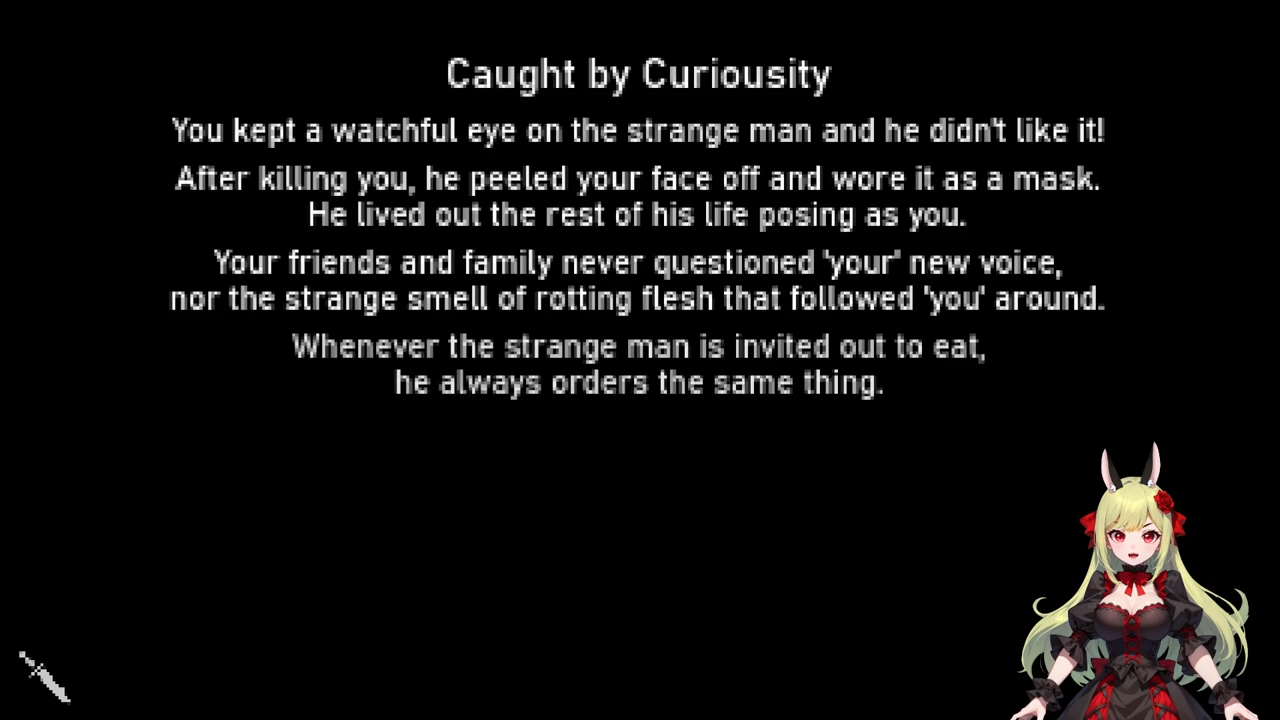 Caught by Curiousity
You kept a watchful eye on the strange man and he didn't like it!
After killing you, he peeled your face off and wore it as a mask.
He lived out the rest of his life posing as you.
Your friends and family never questioned 'your' new voice,
nor the strange smell of rotting flesh that followed 'you' around.
Whenever the strange man is invited out to eat,
he always orders the same thing.